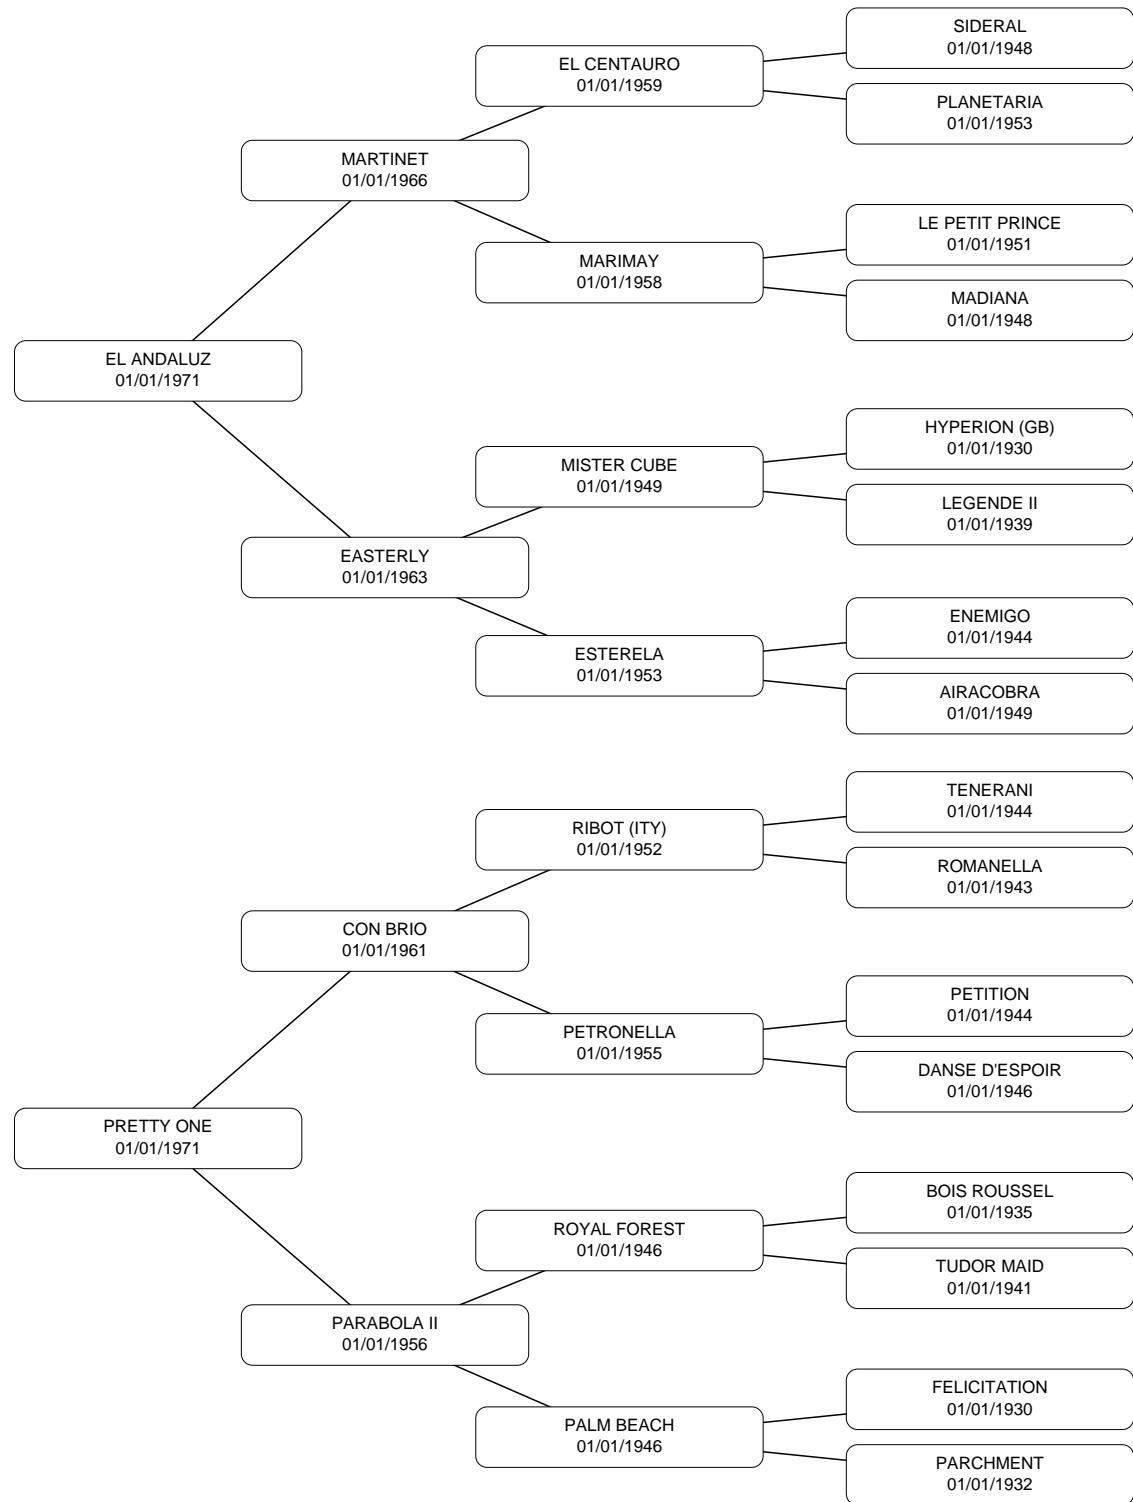 SIDERAL
01/01/1948
EL CENTAURO
01/01/1959
PLANETARIA
01/01/1953
MARTINET
01/01/1966
LE PETIT PRINCE
01/01/1951
MARIMAY
01/01/1958
MADIANA
01/01/1948
EL ANDALUZ
01/01/1971
HYPERION (GB)
01/01/1930
MISTER CUBE
01/01/1949
LEGENDE II
01/01/1939
EASTERLY
01/01/1963
ENEMIGO
01/01/1944
ESTERELA
01/01/1953
AIRACOBRA
01/01/1949
TENERANI
01/01/1944
RIBOT (ITY)
01/01/1952
ROMANELLA
01/01/1943
CON BRIO
01/01/1961
PETITION
01/01/1944
PETRONELLA
01/01/1955
DANSE D'ESPOIR
01/01/1946
PRETTY ONE
01/01/1971
BOIS ROUSSEL
01/01/1935
ROYAL FOREST
01/01/1946
TUDOR MAID
01/01/1941
PARABOLA II
01/01/1956
FELICITATION
01/01/1930
PALM BEACH
01/01/1946
PARCHMENT
01/01/1932